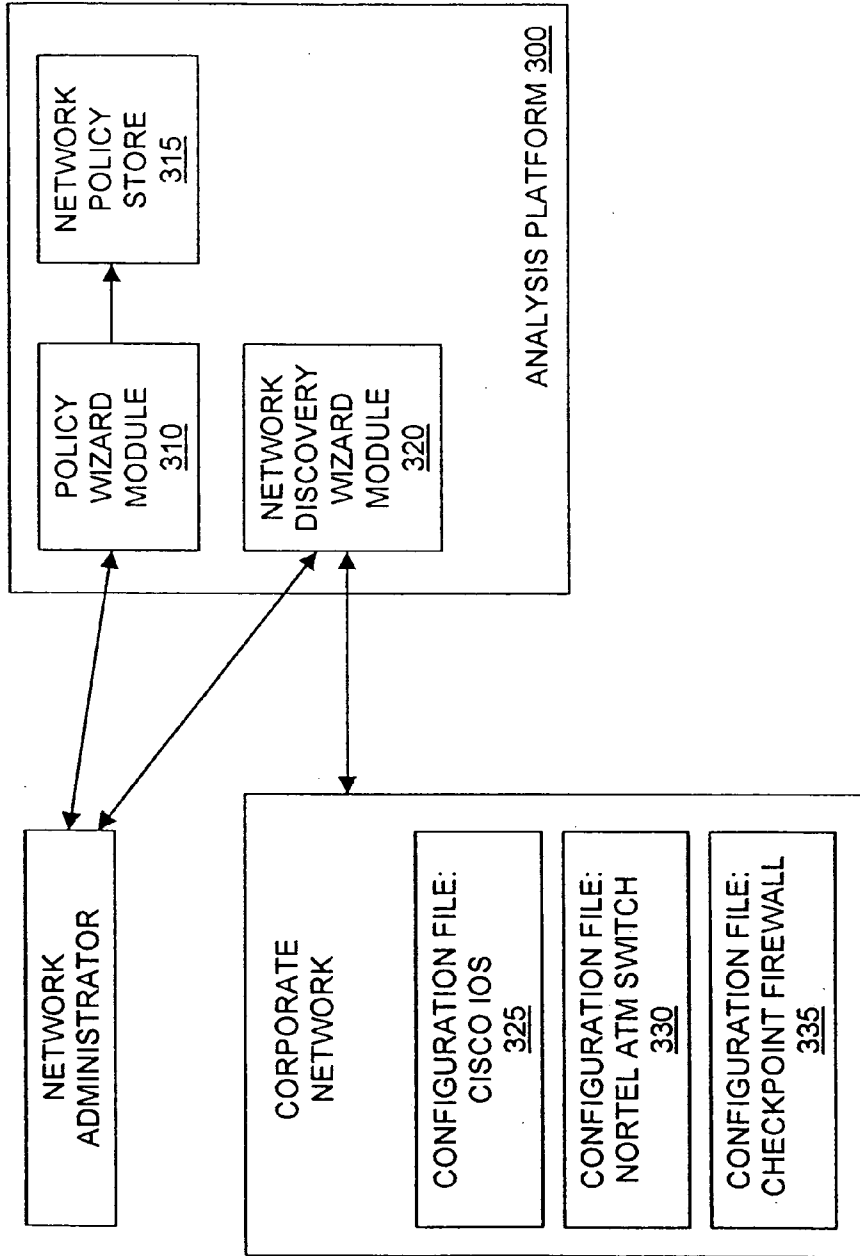 NETWORK
ADMINISTRATOR
CORPORATE
NETWORK
CONFIGURATION FILE:
CISCO IOS
325
CONFIGURATION FILE:
NORTEL ATM SWITCH
330
CONFIGURATION FILE:
CHECKPOINT FIREWALL
335
POLICY
WIZARD
MODULE
310
NETWORK
POLICY
STORE
315
NETWORK
DISCOVERY
WIZARD
MODULE
320
ANALYSIS PLATFORM 300